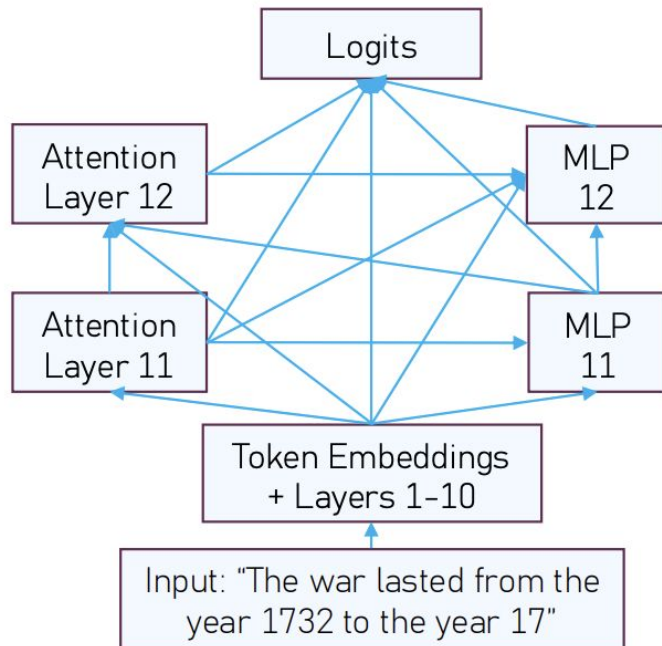 Logits
Attention
Layer 12
MLP
12
Attention
Layer 11
MLP
11
Token Embeddings
+ Layers 1-10
Input: “The war lasted from the
year 1732 to the year 17”